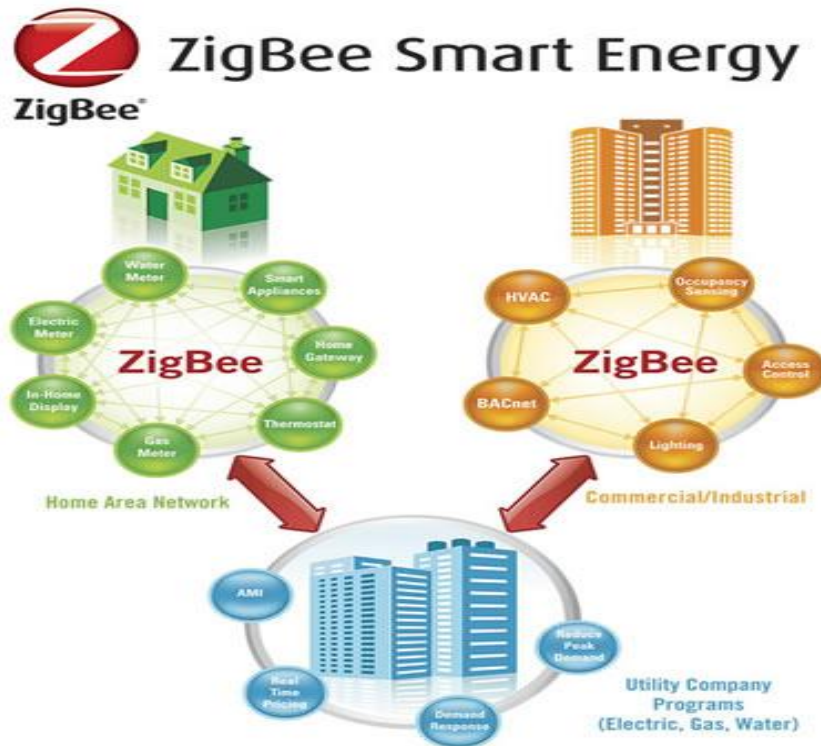 ZigBee Smart Energy
ZigBee®
Water
Meter
Smart
Appliances
Electric
Meter
Home
Gateway
ZigBee
In-Home
Display
Thermostat
Gas
Meter
Home Area Network
HVAC
Occupancy
Sensing
ZigBee
Access
Control
BACnet
Lighting
Commercial/Industrial
AMI
Reduce
Peak
Demand
Real
Time
Pricing
Demand
Response
Utility Company
Programs
(Electric, Gas, Water)